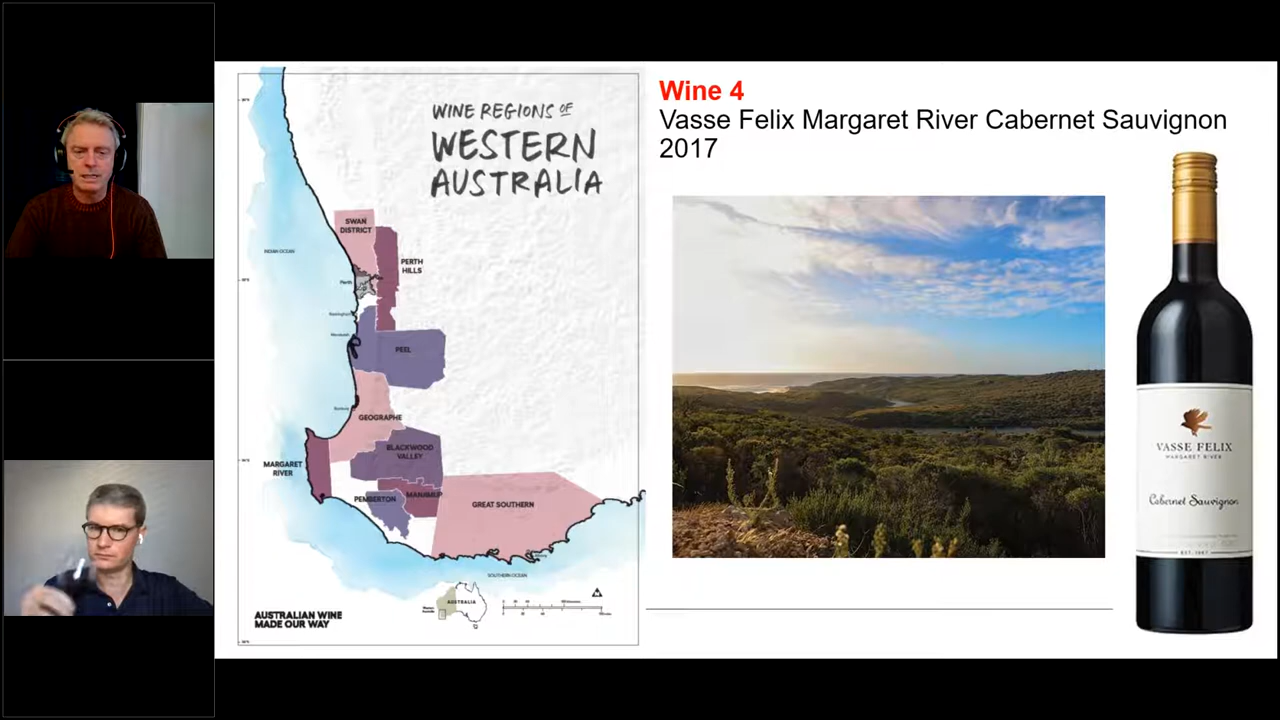 Wine 4
Vasse Felix Margaret River Cabernet Sauvignon
2017
WINE REGIONS OF
WESTERN
AUSTRALIA
SWAN
DISTRICT
INDIAN OCEAN
PERTH
HILLS
Perth
PEEL
GEOGRAPHE
BLACKWOOD
VALLEY
MARGARET
RIVER
PEMBERTON
MANJIMUP
GREAT SOUTHERN
SOUTHERN OCEAN
AUSTRALIA
AUSTRALIAN WINE
MADE OUR WAY
VASSE FELIX
MARGARET RIVER
Cabernet Sauvignon
EST. 1967